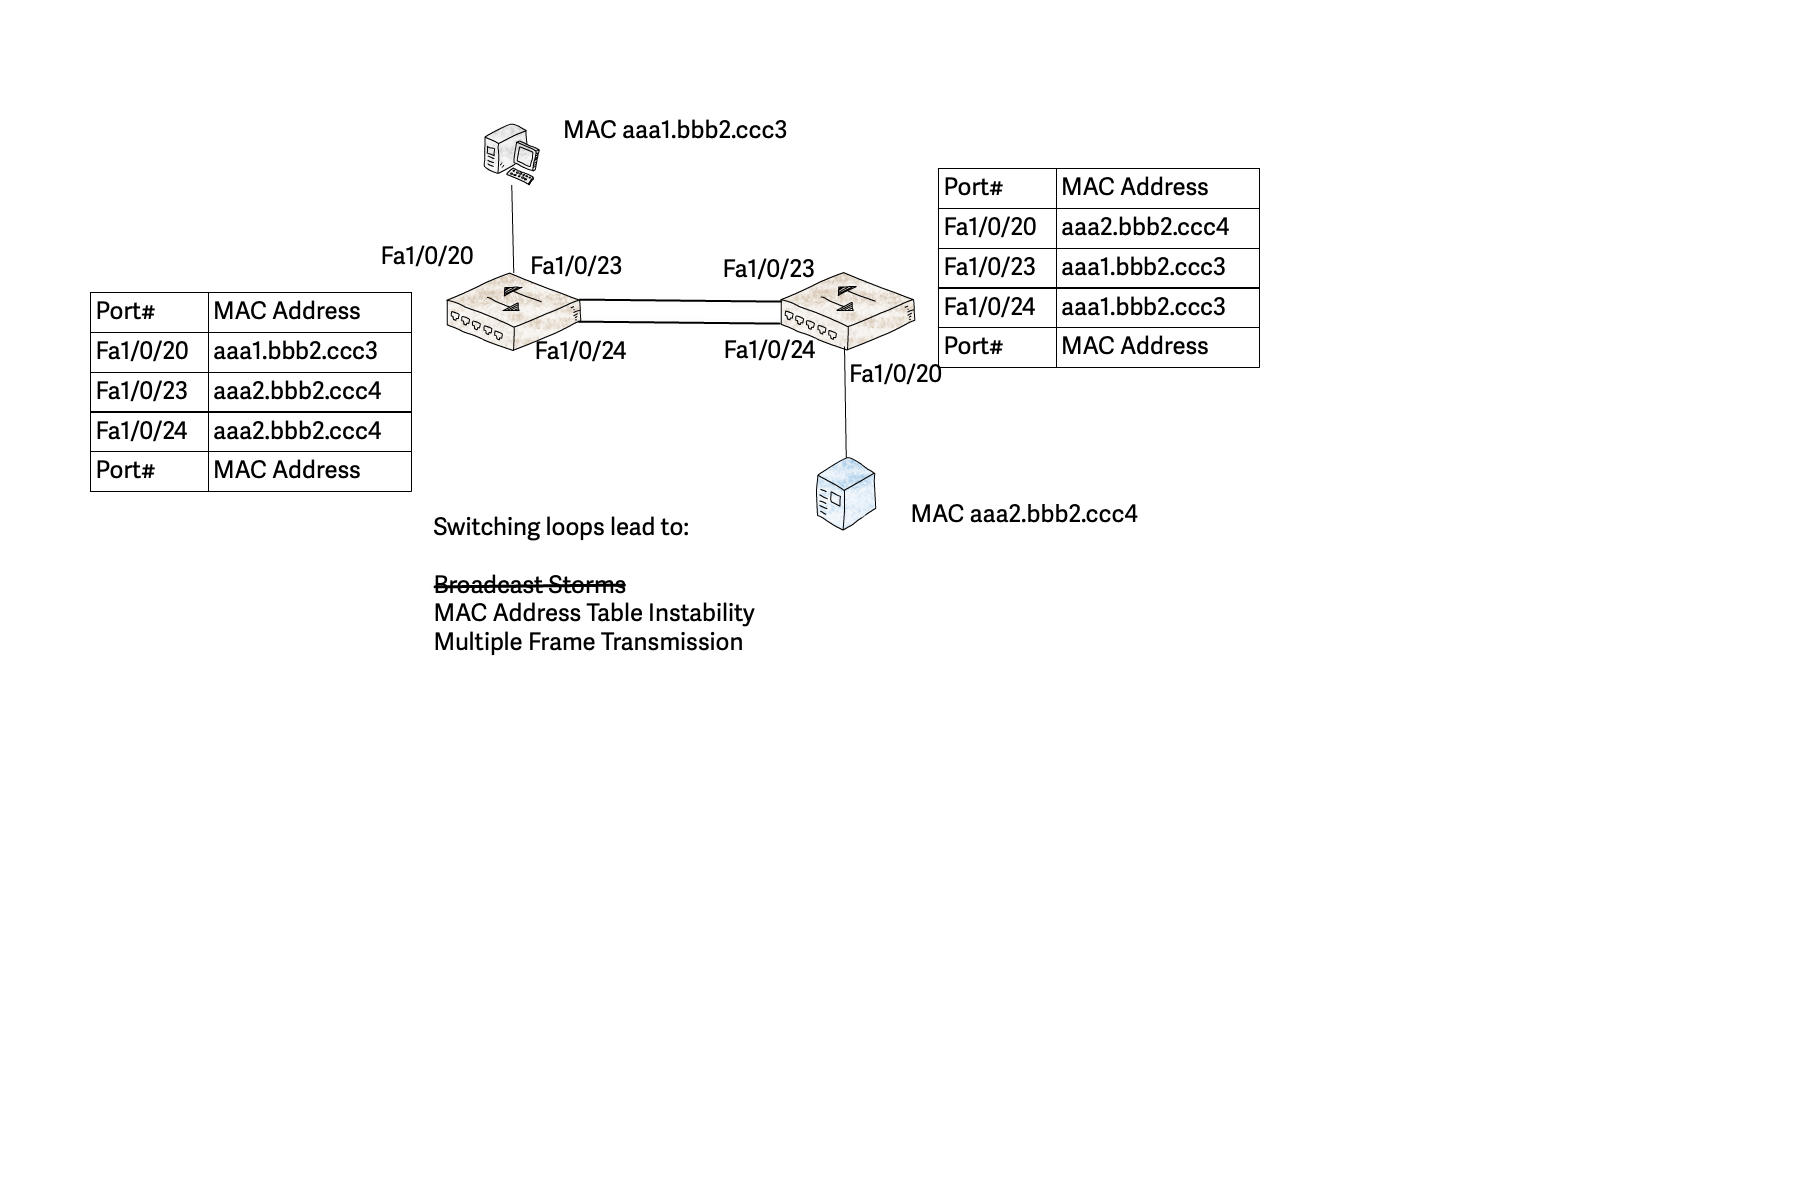 MAC aaa1.bbb2.ccc3
Port# MAC Address
Fa1/0/20 aaa2.bbb2.ccc4
Fa1/0/23 aaa1.bbb2.ccc3
Fa1/0/24 aaa1.bbb2.ccc3
Port# MAC Address
Fa1/0/20
Fa1/0/23
Fa1/0/23
Fa1/0/24
Fa1/0/24
Fa1/0/20
Port# MAC Address
Fa1/0/20 aaa1.bbb2.ccc3
Fa1/0/23 aaa2.bbb2.ccc4
Fa1/0/24 aaa2.bbb2.ccc4
Port# MAC Address
MAC aaa2.bbb2.ccc4
Switching loops lead to:
Broadcast Storms
MAC Address Table Instability
Multiple Frame Transmission